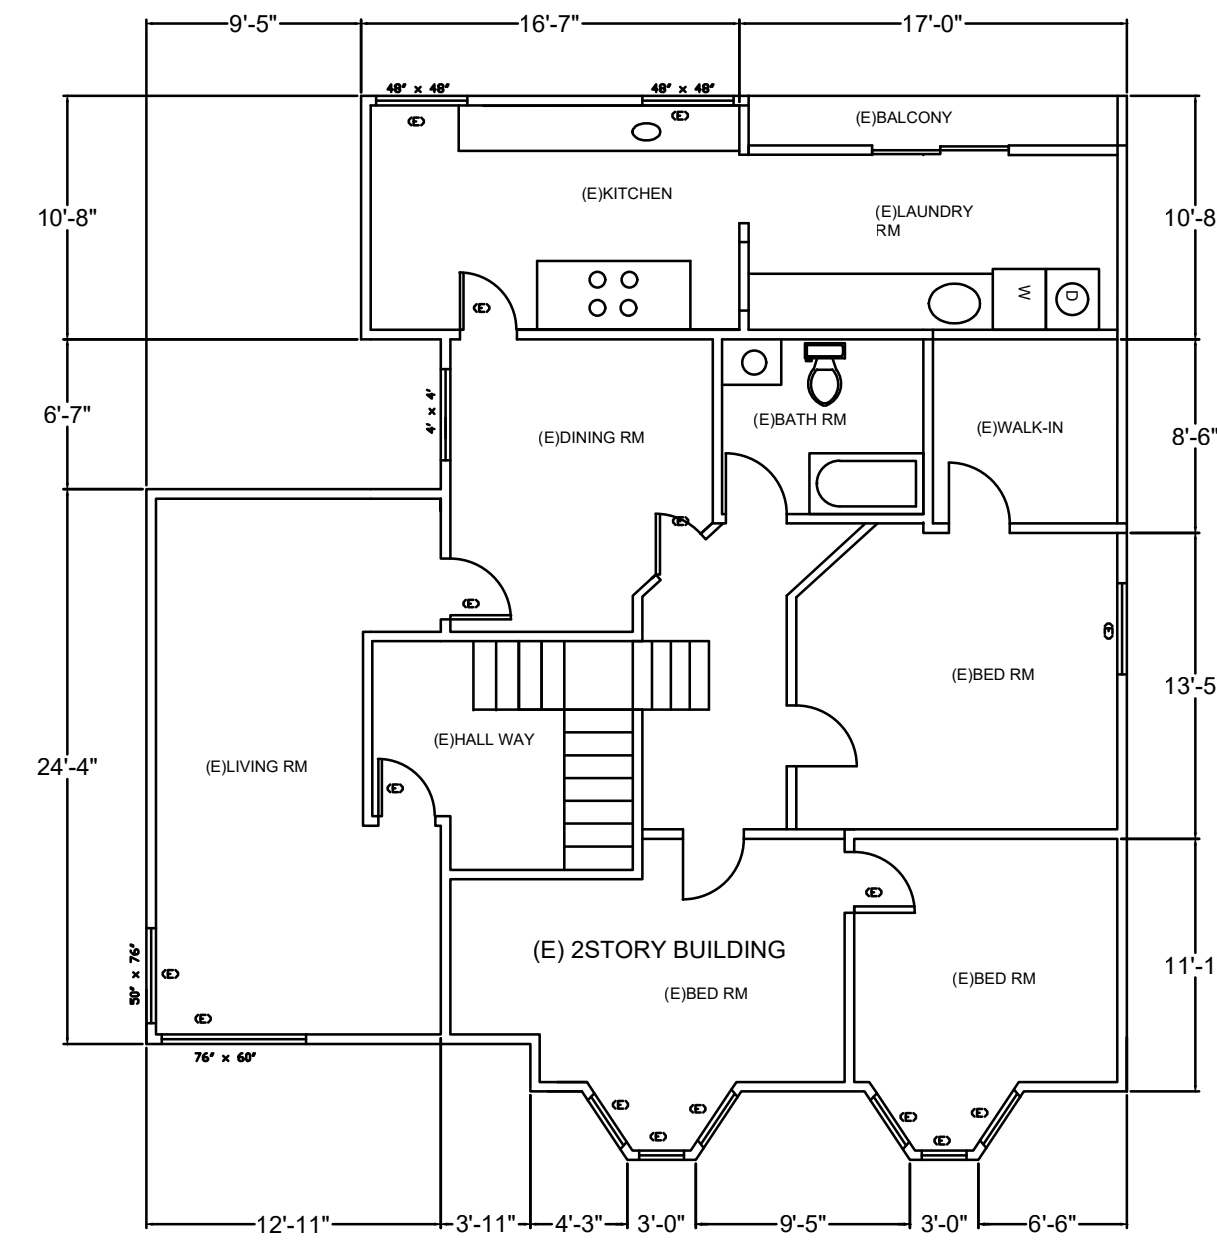 9'-5" 16'-7" 17'-0"
48" x 48" 48" x 48"
(E) (E) (E)BALCONY
(E)KITCHEN
10'-8" (E)LAUNDRY 10'-8
RM
W D
(E)
4' x 4'
6'-7" (E)DINING RM (E)BATH RM (E)WALK-IN 8'-6"
(E)
(E)
(E)
(E)BED RM 13'-5
(E)HALL WAY
24'-4" (E)LIVING RM
(E)
(E)
(E) 2STORY BUILDING
50" x 76" (E) (E)BED RM (E)BED RM 11'-1
(E)
76" x 60"
(E) (E) (E) (E)
(E) (E)
12'-11" 3'-11" 4'-3" 3'-0" 9'-5" 3'-0" 6'-6"